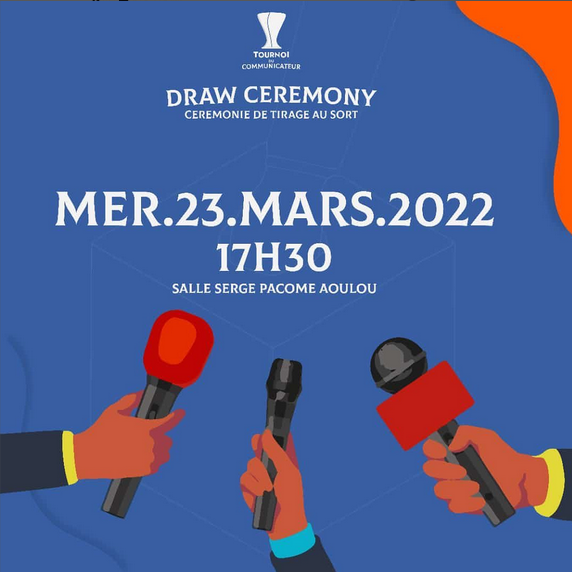 TOURNOI
DU
COMMUNICATEUR
DRAW CEREMONY
CEREMONIE DE TIRAGE AU SORT
MER.23.MARS.2022
17H30
SALLE SERGE PACOME AOULOU